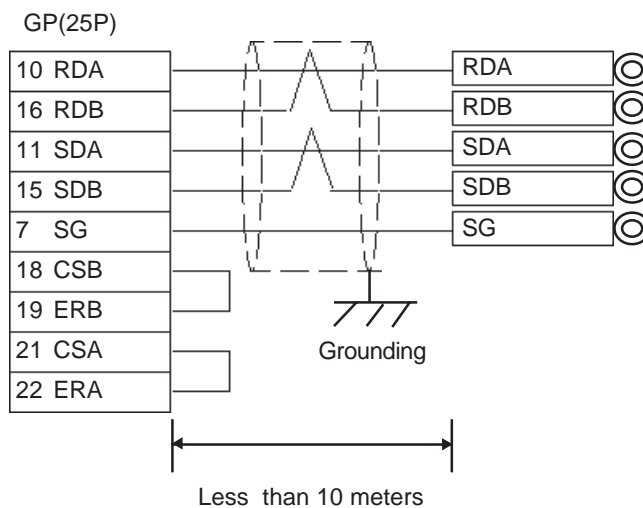 GP(25P)
10 RDA RDA
16 RDB RDB
11 SDA SDA
15 SDB SDB
7 SG SG
18 CSB
19 ERB
21 CSA
22 ERA
Grounding
Less than 10 meters